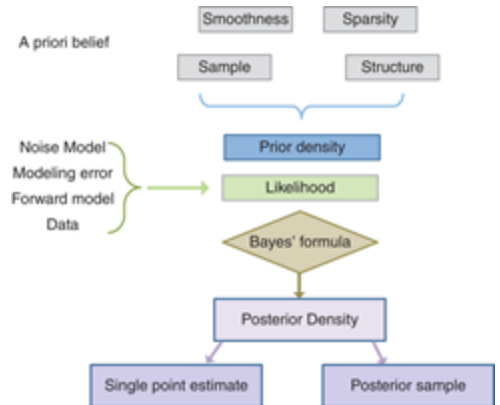 Smoothness
Sparsity
A priori belief
Sample
Structure
Prior density
Noise Model
Modeling error
Forward model
Data
Likelihood
Bayes' formula
Posterior Density
Single point estimate
Posterior sample